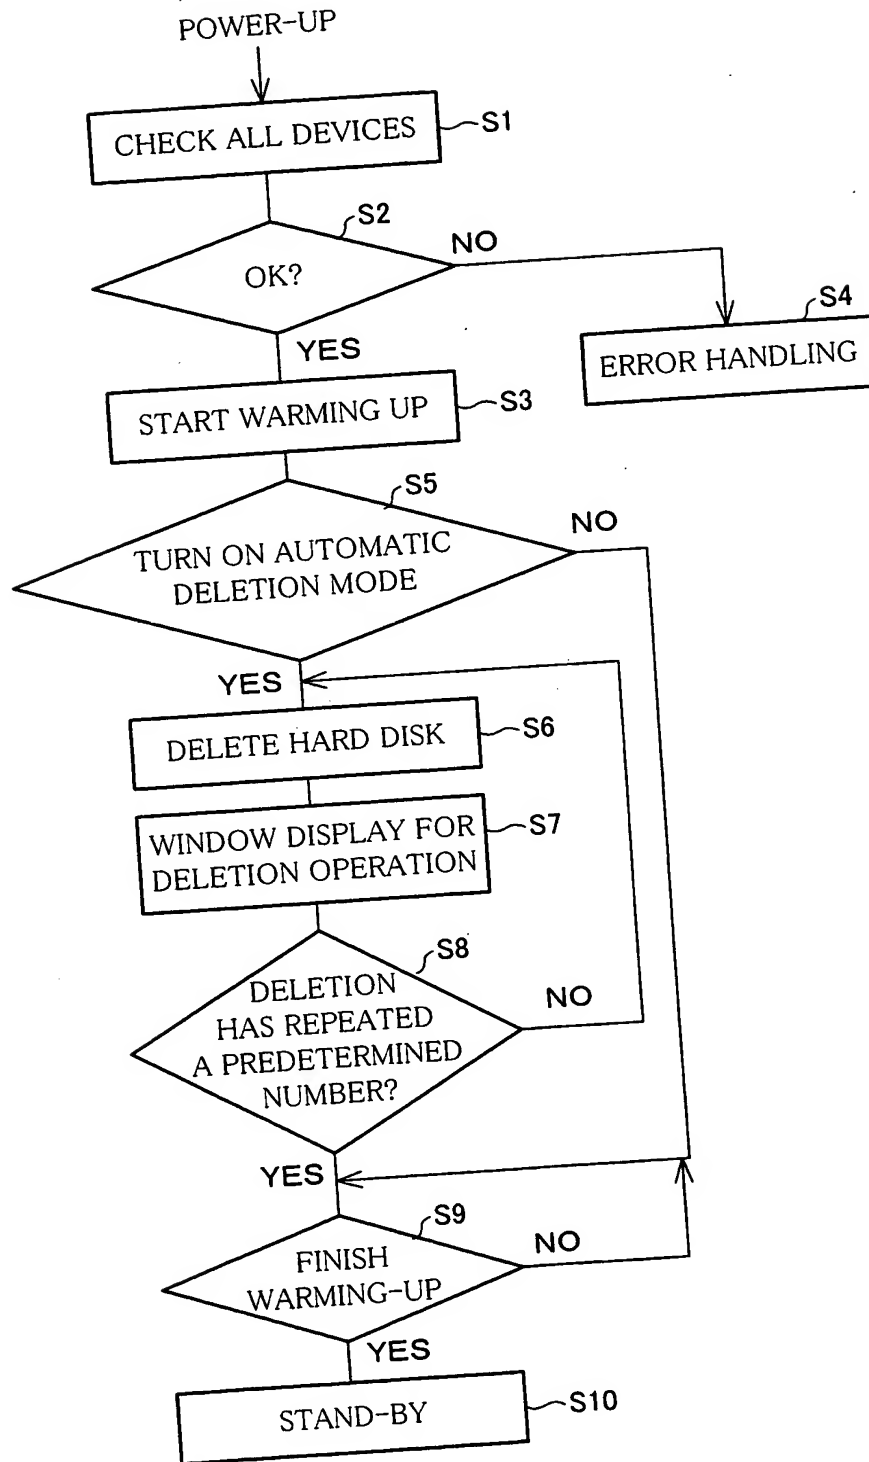 POWER-UP
CHECK ALL DEVICES
S1
S2
OK?
NO
YES
S4
ERROR HANDLING
START WARMING UP
S3
S5
TURN ON AUTOMATIC
DELETION MODE
NO
YES
DELETE HARD DISK
S6
WINDOW DISPLAY FOR
DELETION OPERATION
S7
S8
DELETION
HAS REPEATED
A PREDETERMINED
NUMBER?
NO
YES
S9
FINISH
WARMING-UP
NO
YES
STAND-BY
S10